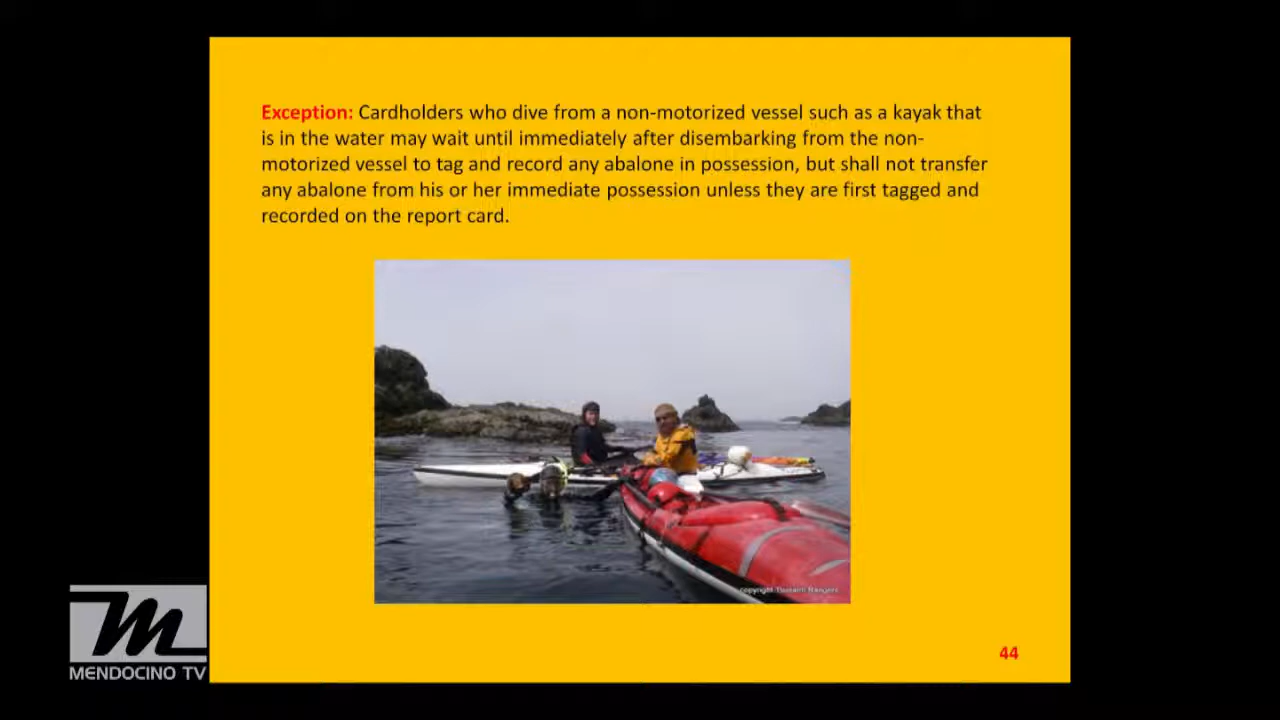 Exception: Cardholders who dive from a non-motorized vessel such as a kayak that
is in the water may wait until immediately after disembarking from the non-
motorized vessel to tag and record any abalone in possession, but shall not transfer
any abalone from his or her immediate possession unless they are first tagged and
recorded on the report card.
copyright Tsunami Rangers
44
M
MENDOCINO TV